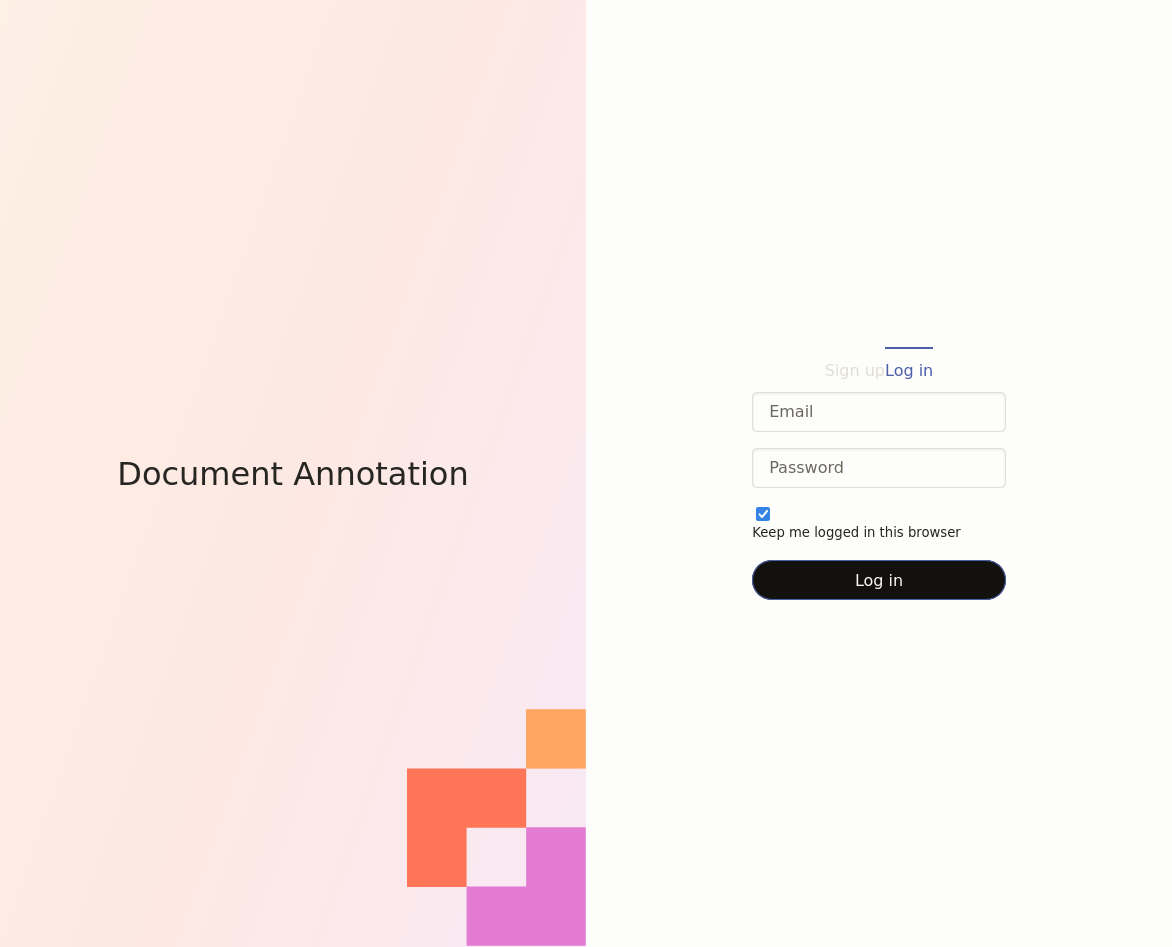 Document Annotation
Sign up Log in
Email
Password
Keep me logged in this browser
Log in